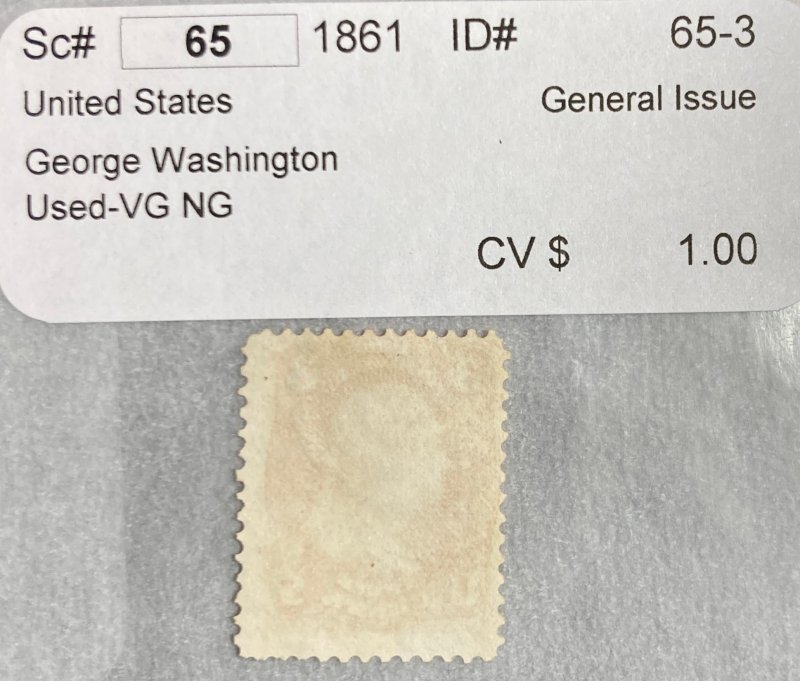 Sc# 65 1861 ID# 65-3
United States General Issue
George Washington
Used-VG NG
CV $ 1.00